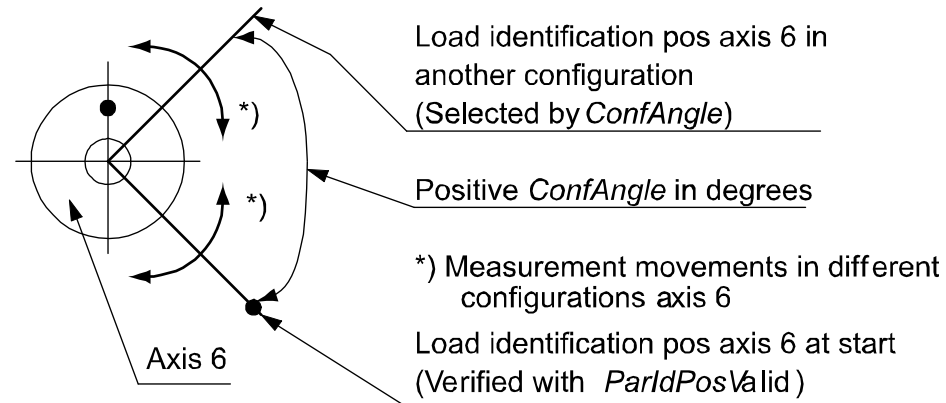 Load identification pos axis 6 in
another configuration
(Selected by ConfAngle)
*)
Positive ConfAngle in degrees
*)
*) Measurement movements in different
configurations axis 6
Load identification pos axis 6 at start
(Verified with ParIdPosValid)
Axis 6